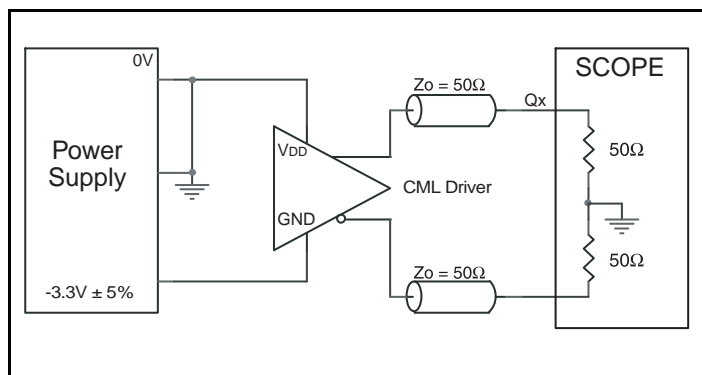 0V
Power
Supply
-3.3V ± 5%
VDD
GND
CML Driver
Zo = 50Ω
Qx
Zo = 50Ω
SCOPE
50Ω
50Ω